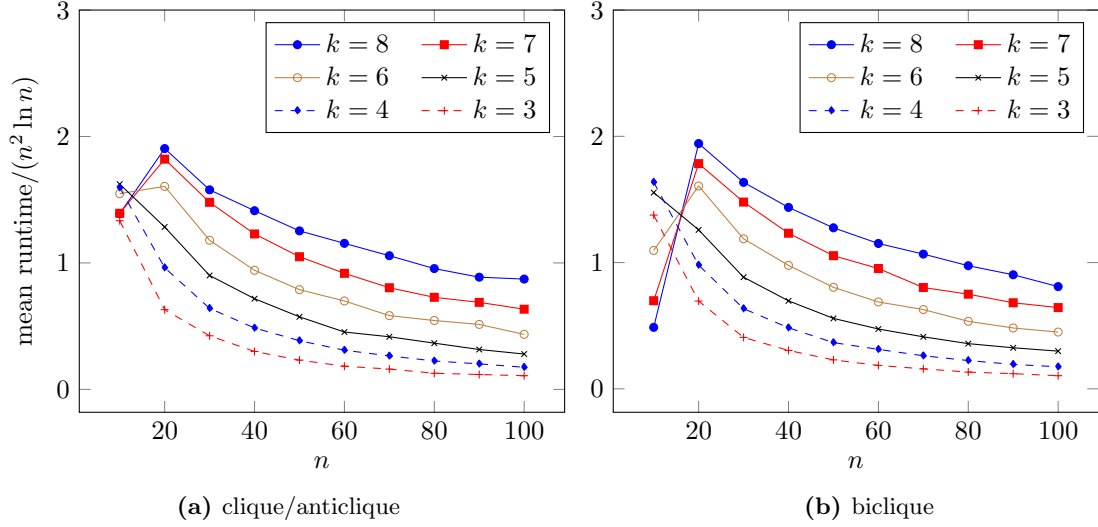 3
2
1
0
mean runtime/(n² ln n)
k = 8 k = 7
k = 6 k = 5
k = 4 k = 3
20 40 60 80 100
n
(a) clique/anticlique
3
2
1
0
k = 8 k = 7
k = 6 k = 5
k = 4 k = 3
20 40 60 80 100
n
(b) biclique